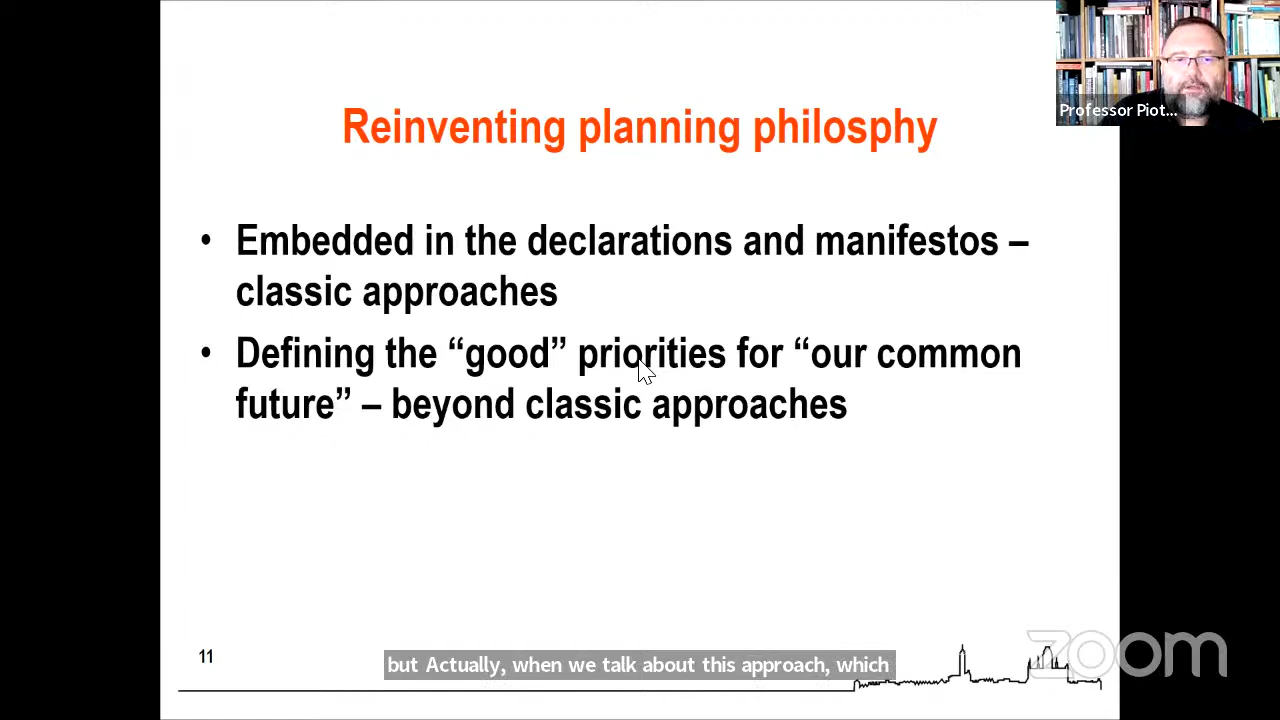 Professor Piot...
Reinventing planning philosphy
• Embedded in the declarations and manifestos –
classic approaches
• Defining the “good” priorities for “our common
future” – beyond classic approaches
11
but Actually, when we talk about this approach, which
zoom